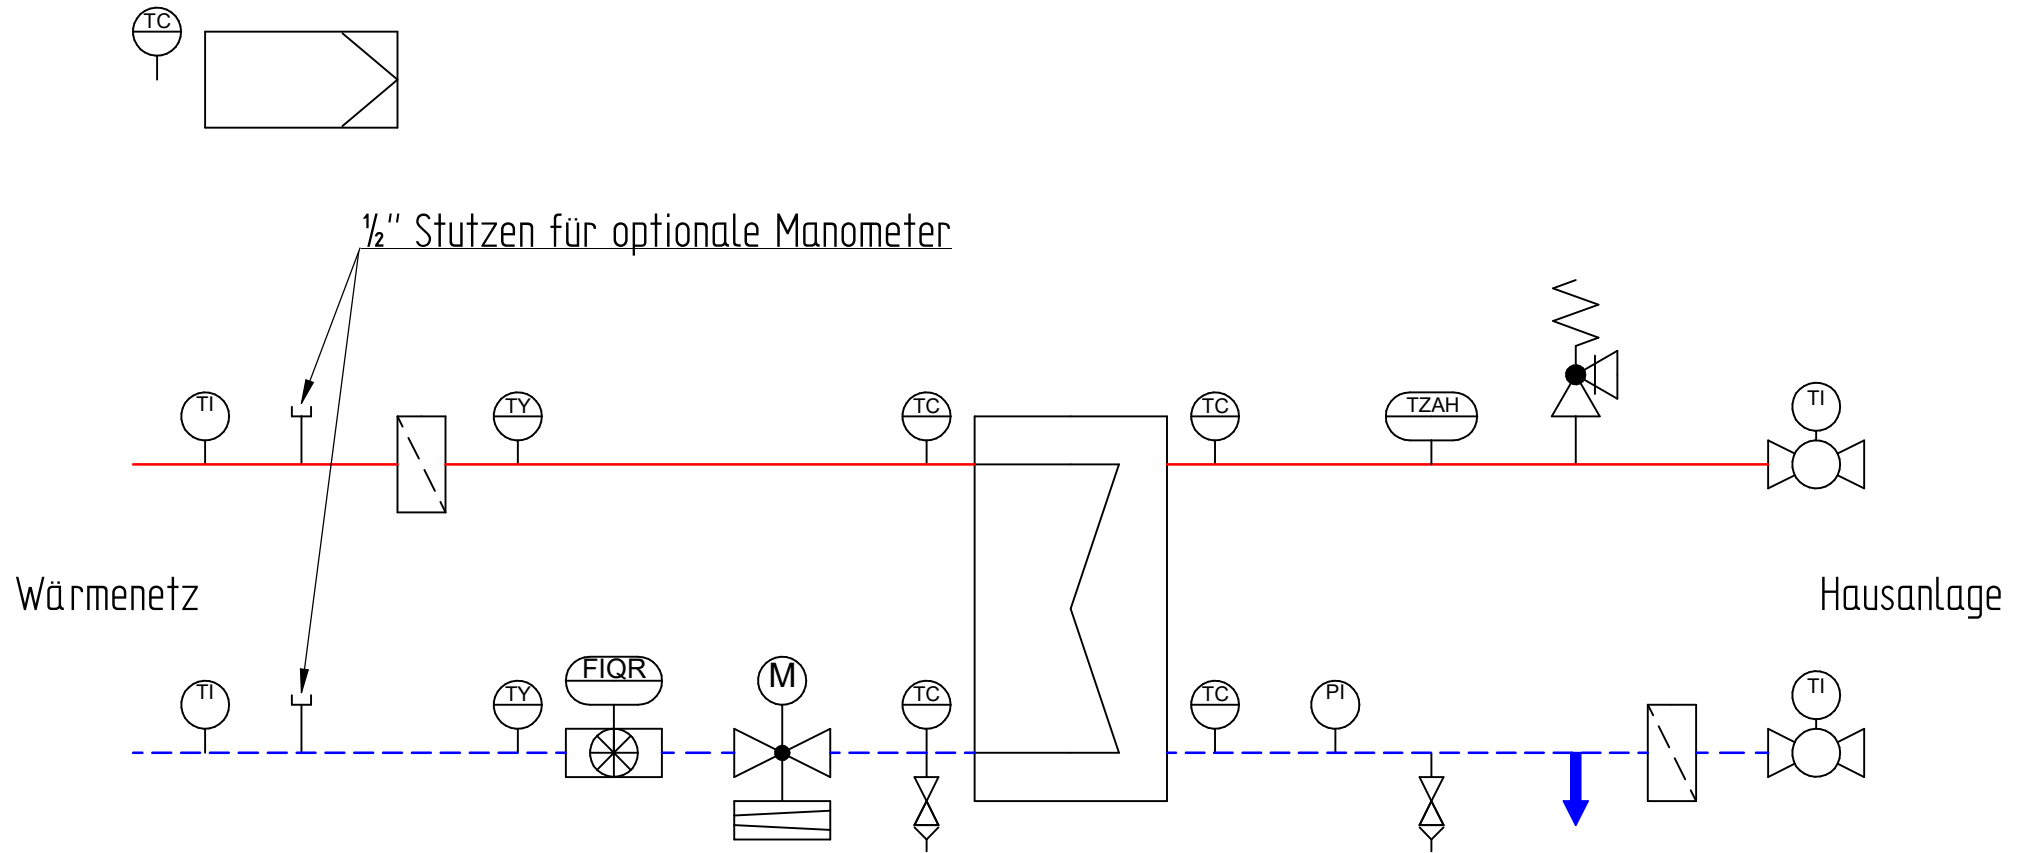 TC
½" Stutzen für optionale Manometer
TI
TY
TC
TC
TZAH
TI
Wärmenetz
Hausanlage
TI
TY
FIQR
M
TC
TC
PI
TI